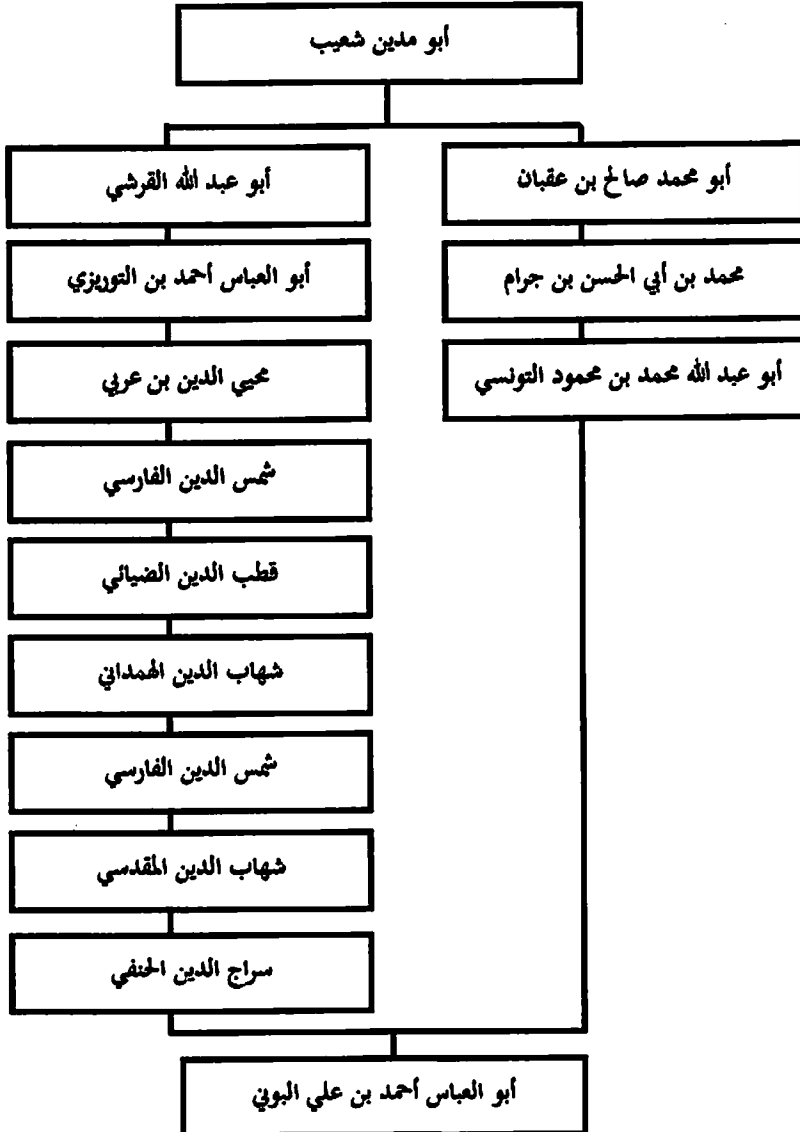 أبو مدين شعيب
أبو محمد صالح بن عقبان
محمد بن أبي الحسن بن جرام
أبو عبد الله محمد بن محمود التونسي
أبو عبد الله القرشي
أبو العباس أحمد بن التوريزي
محيي الدين بن عربي
شمس الدين الفارسي
قطب الدين الضيائي
شهاب الدين الهمداني
شمس الدين الفارسي
شهاب الدين المقدسي
سراج الدين الحنفي
أبو العباس أحمد بن علي البوني